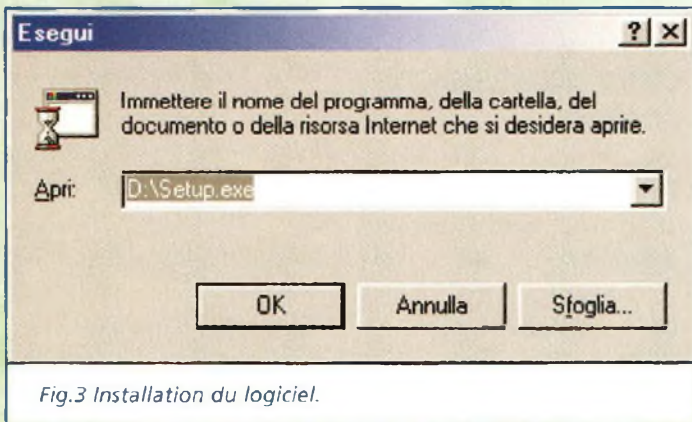 Esegui
Immettere il nome del programma, della cartella, del
documento o della risorsa Internet che si desidera aprire.
Apri: D:\Setup.exe
OK Annulla Sfoglia...
Fig.3 Installation du logiciel.